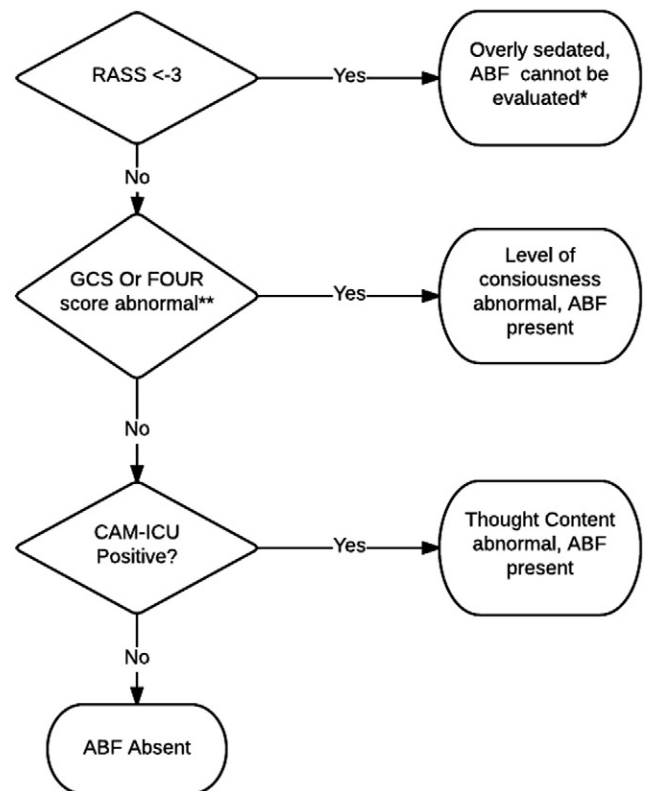 RASS <-3
Yes
Overly sedated,
ABF cannot be
evaluated*
No
GCS Or FOUR
score abnormal**
Yes
Level of
consiousness
abnormal, ABF
present
No
CAM-ICU
Positive?
Yes
Thought Content
abnormal, ABF
present
No
ABF Absent